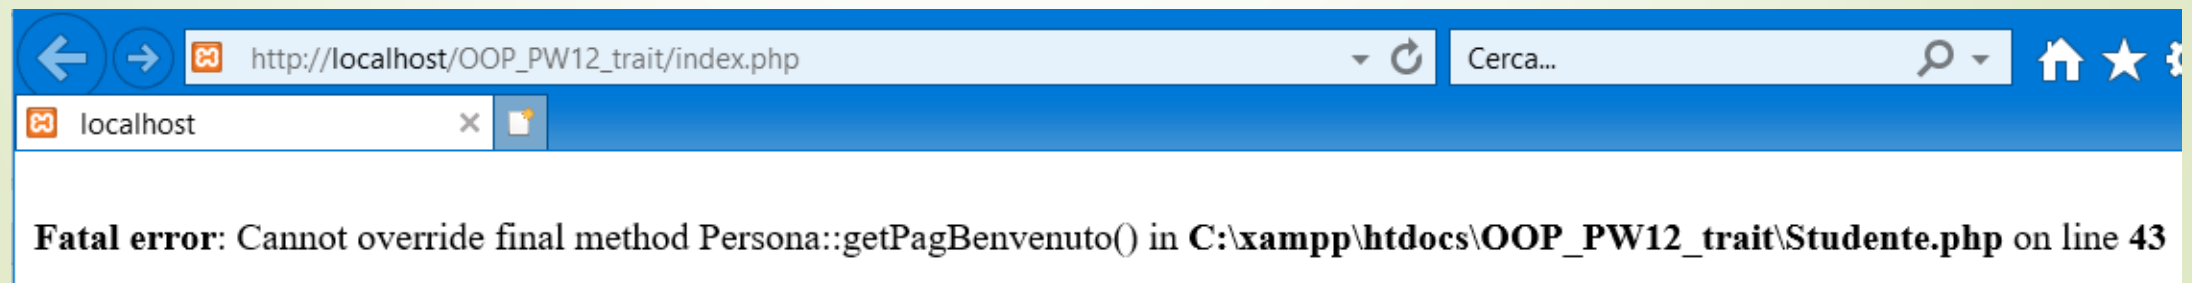 http://localhost/OOP_PW12_trait/index.php
Cerca...
localhost
Fatal error: Cannot override final method Persona::getPagBenvenuto() in C:\xampp\htdocs\OOP_PW12_trait\Studente.php on line 43